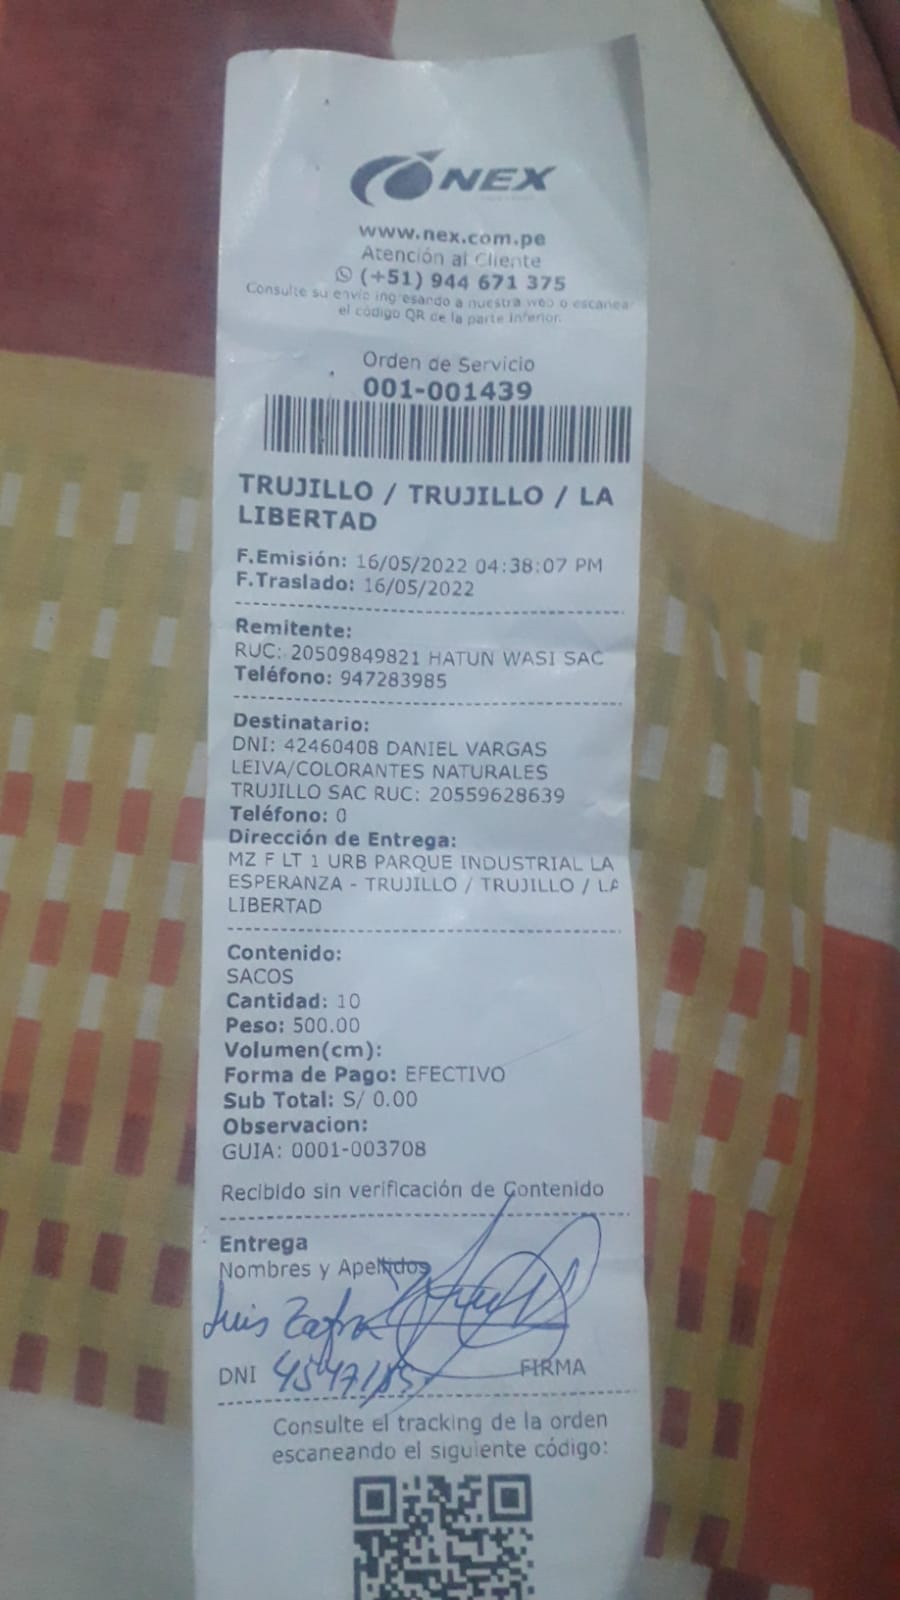 NEX
www.nex.com.pe
Atención al Cliente
(+51) 944 671 375
Consulte su envío ingresando a nuestra web o escanear
el código QR de la parte Inferior.
Orden de Servicio
001-001439
TRUJILLO / TRUJILLO / LA
LIBERTAD
F.Emisión: 16/05/2022 04:38:07 PM
F.Traslado: 16/05/2022
Remitente:
RUC: 20509849821 HATUN WASI SAC
Teléfono: 947283985
Destinatario:
DNI: 42460408 DANIEL VARGAS
LEIVA/COLORANTES NATURALES
TRUJILLO SAC RUC: 20559628639
Teléfono: 0
Dirección de Entrega:
MZ F LT 1 URB PARQUE INDUSTRIAL LA
ESPERANZA - TRUJILLO / TRUJILLO / LA
LIBERTAD
Contenido:
SACOS
Cantidad: 10
Peso: 500.00
Volumen(cm):
Forma de Pago: EFECTIVO
Sub Total: S/ 0.00
Observacion:
GUIA: 0001-003708
Recibido sin verificación de Contenido
Entrega
Nombres y Apellidos
Luis Zafra
DNI FIRMA
Consulte el tracking de la orden
escaneando el siguiente código: